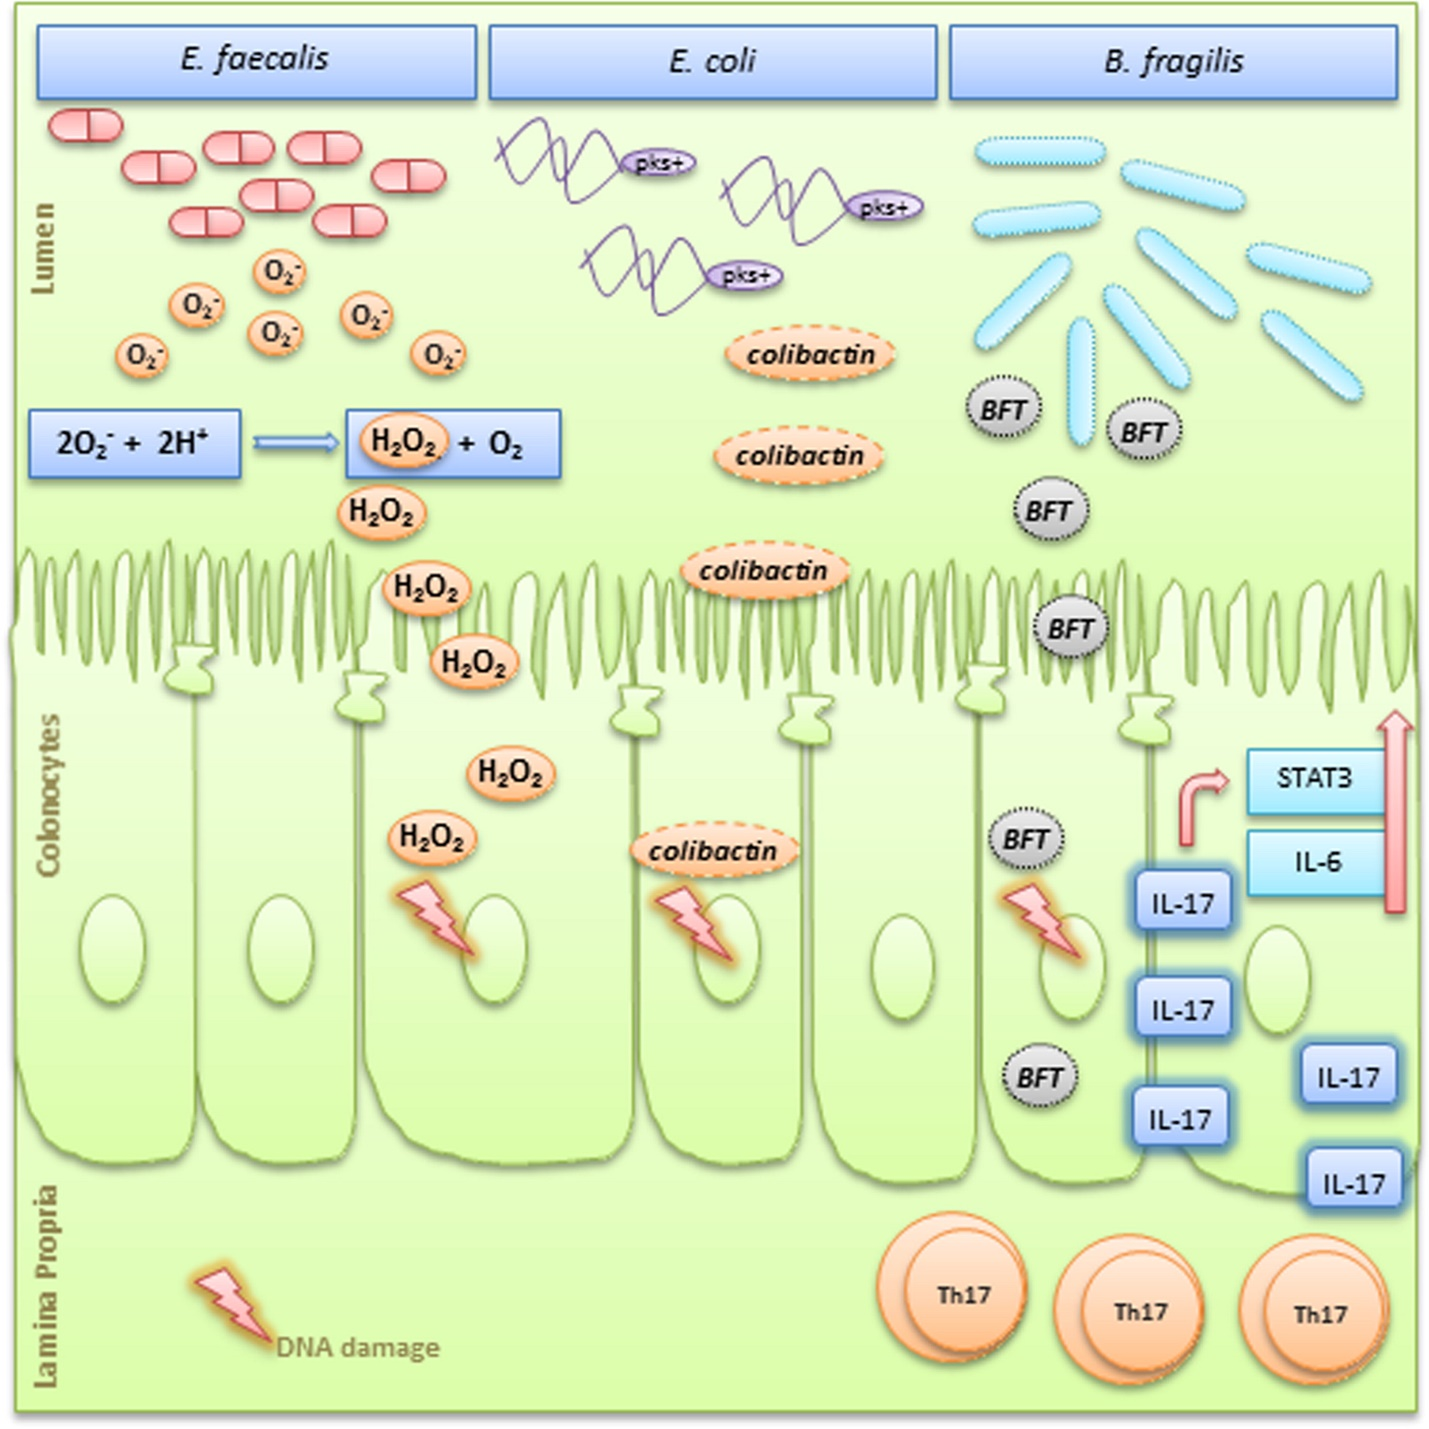 E. faecalis
E. coli
B. fragilis
Lumen
pks+
pks+
pks+
O₂⁻
O₂⁻
O₂⁻
O₂⁻
O₂⁻
O₂⁻
colibactin
colibactin
colibactin
BFT
BFT
BFT
BFT
2O₂⁻ + 2H⁺
H₂O₂ + O₂
H₂O₂
H₂O₂
H₂O₂
Colonocytes
H₂O₂
H₂O₂
colibactin
BFT
BFT
STAT3
IL-6
IL-17
IL-17
IL-17
IL-17
IL-17
Lamina Propria
Th17
Th17
Th17
DNA damage